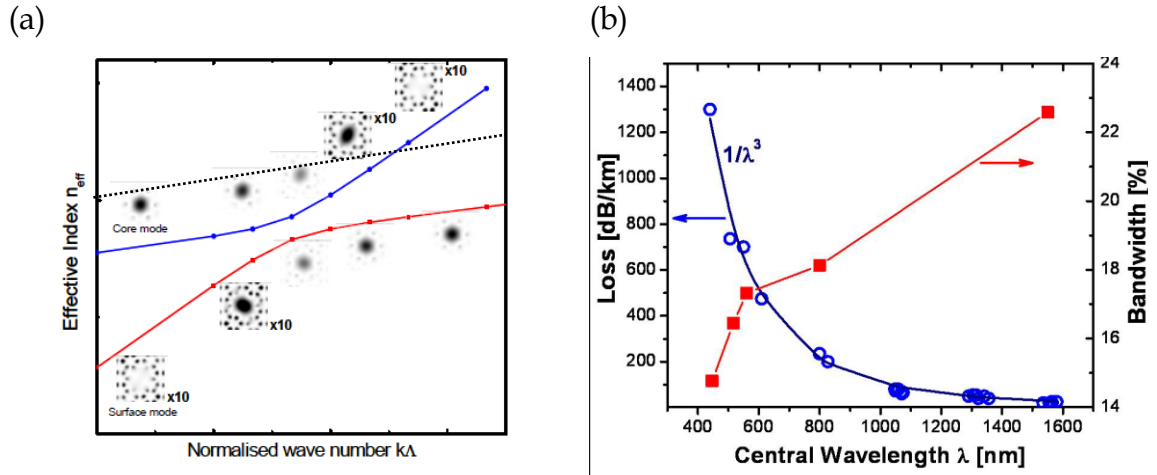 (a)
(b)
x10
x10
Core mode
x10
x10
Surface mode
Effective Index n_eff
Normalised wave number kΛ
1400
1200
1000
800
600
400
200
Loss [dB/km]
1/λ³
24
22
20
18
16
14
Bandwidth [%]
400 600 800 1000 1200 1400 1600
Central Wavelength λ [nm]